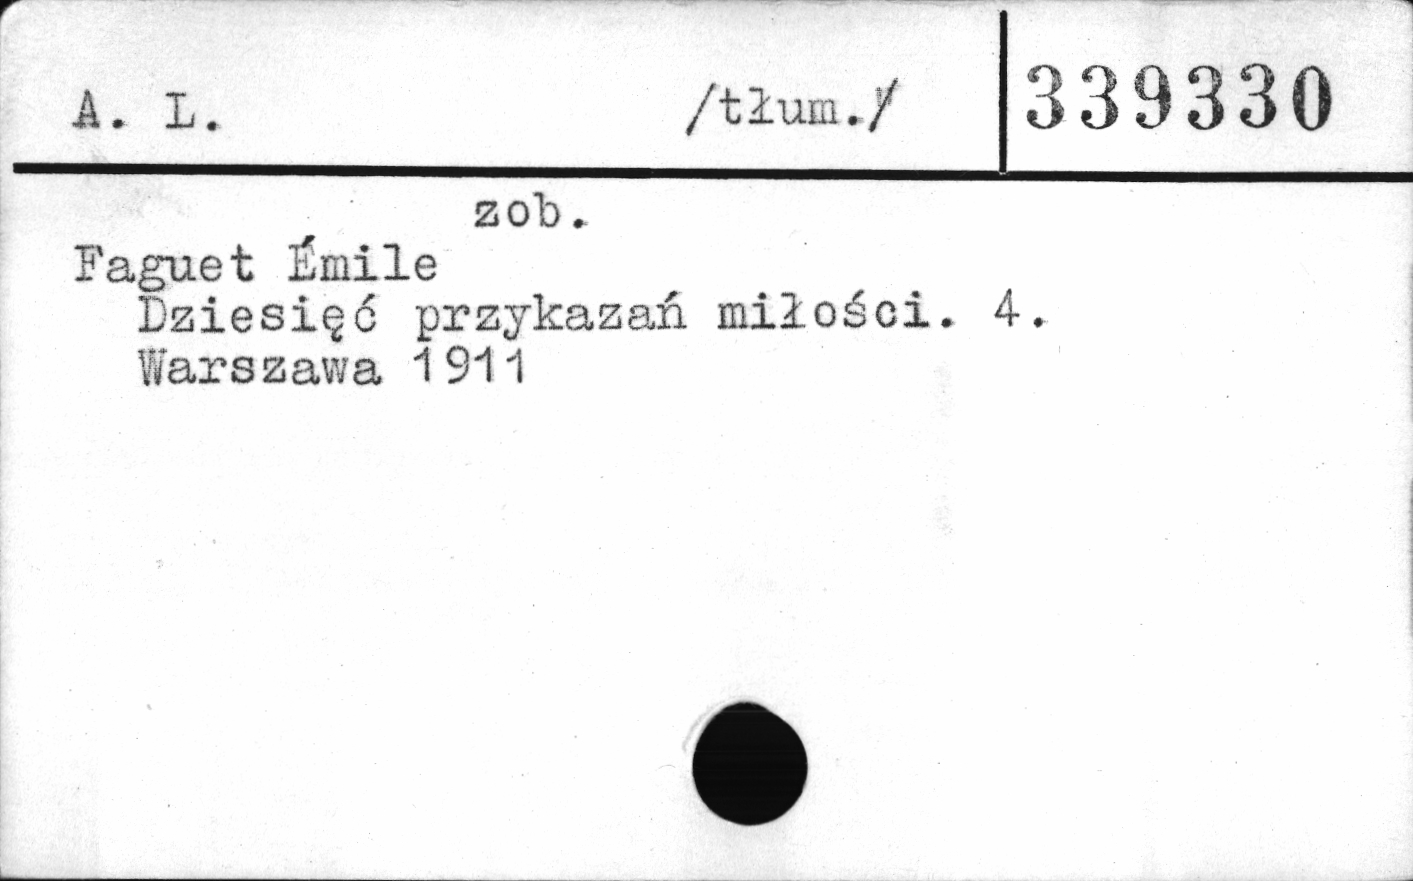 A. L. /tłum./ 339330
zob.
Faguet Émile
Dziesięć przykazań miłości. 4.
Warszawa 1911